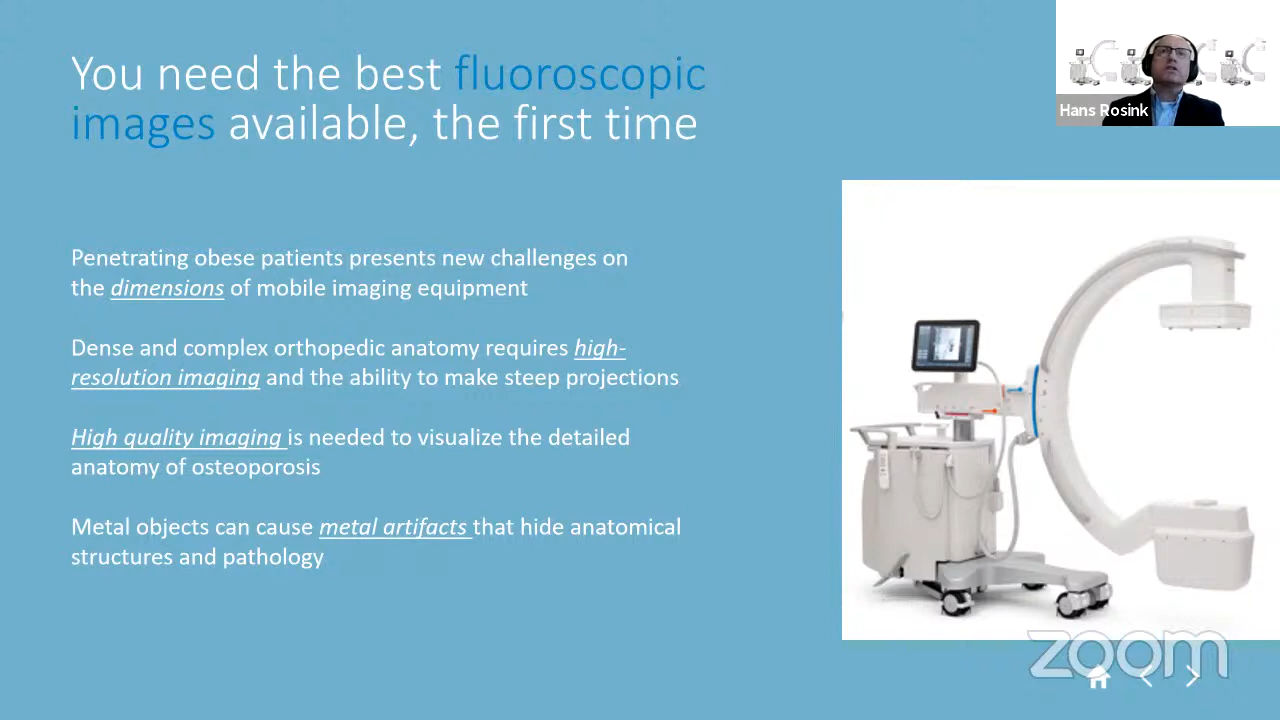 You need the best fluoroscopic
images available, the first time
Hans Rosink
Penetrating obese patients presents new challenges on
the dimensions of mobile imaging equipment
Dense and complex orthopedic anatomy requires high-
resolution imaging and the ability to make steep projections
High quality imaging is needed to visualize the detailed
anatomy of osteoporosis
Metal objects can cause metal artifacts that hide anatomical
structures and pathology
zoom